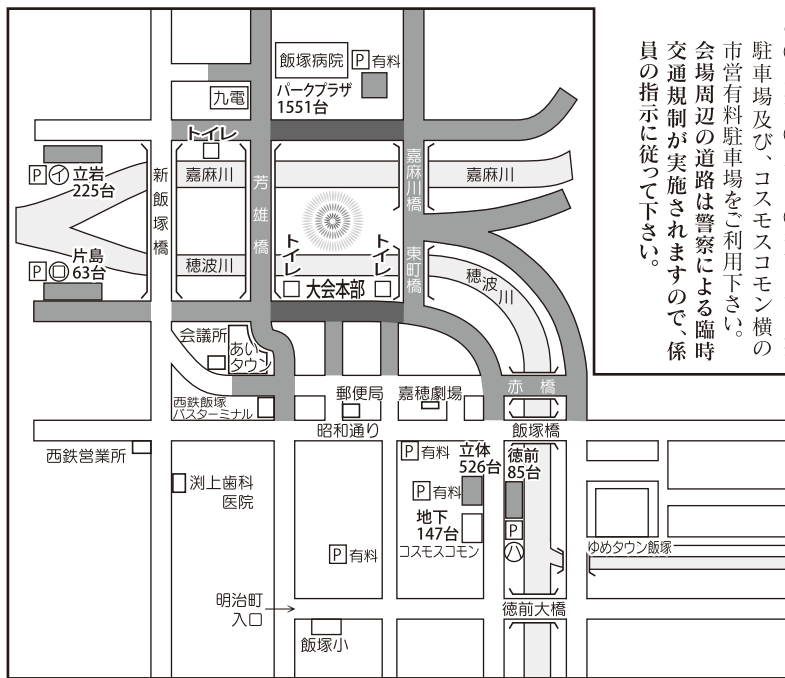 駐車場及び、コスモスコモン横の
市営有料駐車場をご利用下さい。
会場周辺の道路は警察による臨時
交通規制が実施されますので、係
員の指示に従って下さい。
飯塚病院
P 有料
パークプラザ
1551台
九電
トイレ
P イ 立岩
225台
新飯塚橋
嘉麻川
芳雄橋
嘉麻川橋
嘉麻川
P ロ 片島
63台
穂波川
トイレ
トイレ
大会本部
東町橋
穂波川
会議所
あい
タウン
西鉄飯塚
バスターミナル
郵便局
嘉穂劇場
赤橋
昭和通り
飯塚橋
西鉄営業所
渕上歯科
医院
P 有料
立体
526台
徳前
85台
P 有料
地下
147台
コスモスコモン
P
ハ
P 有料
ゆめタウン飯塚
明治町
入口
徳前大橋
飯塚小